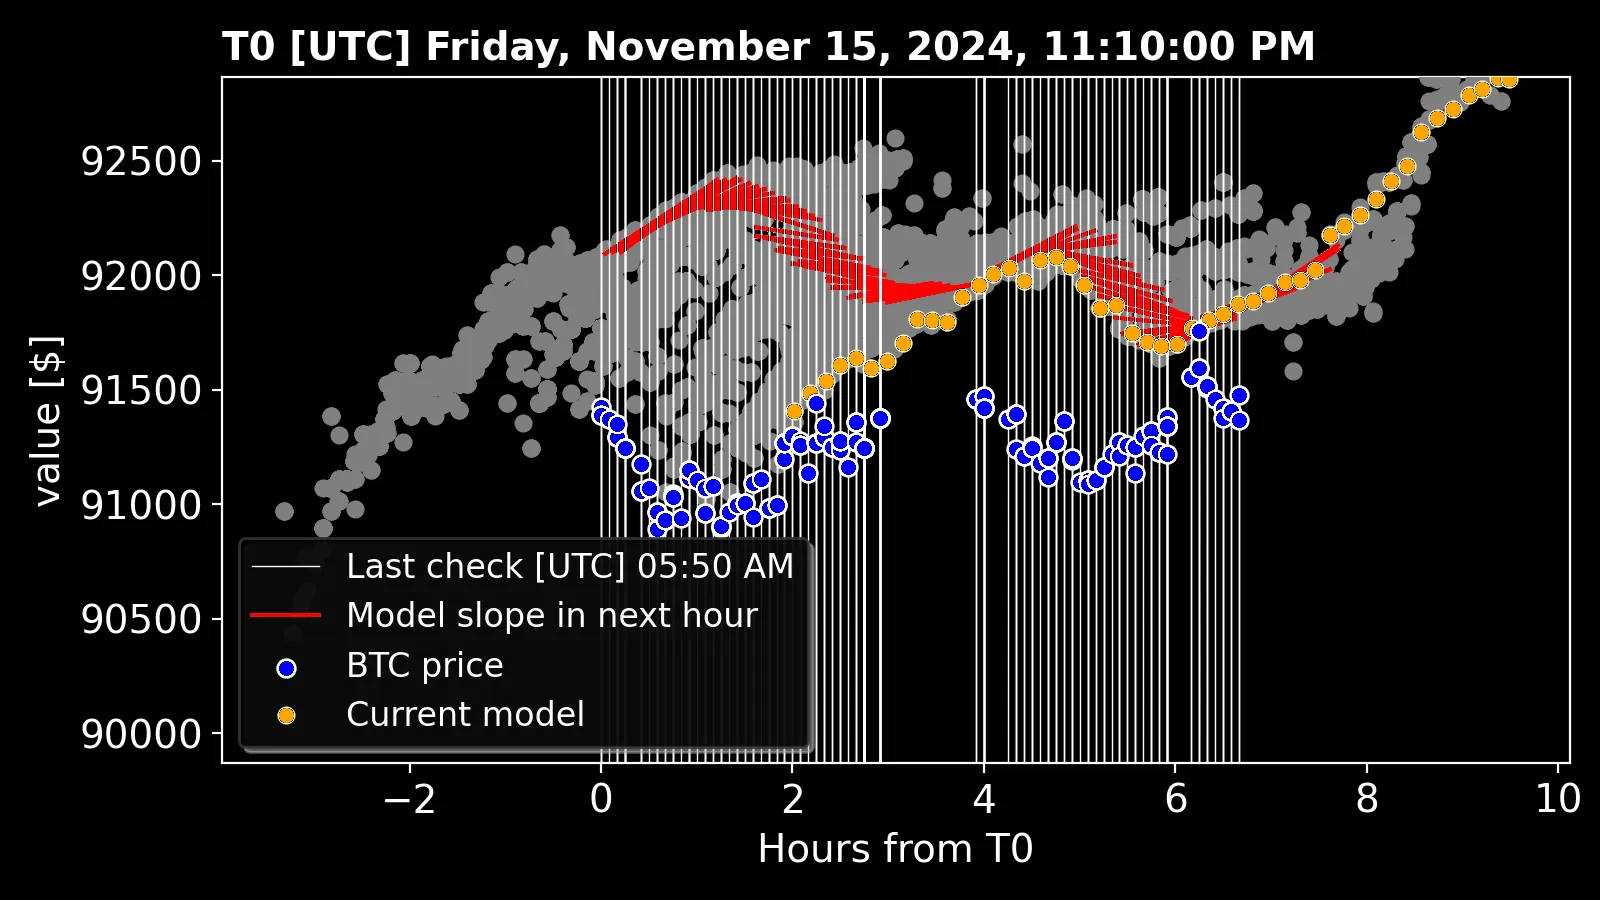 T0 [UTC] Friday, November 15, 2024, 11:10:00 PM
value [$]
92500
92000
91500
91000
90500
90000
Last check [UTC] 05:50 AM
Model slope in next hour
BTC price
Current model
−2 0 2 4 6 8 10
Hours from T0